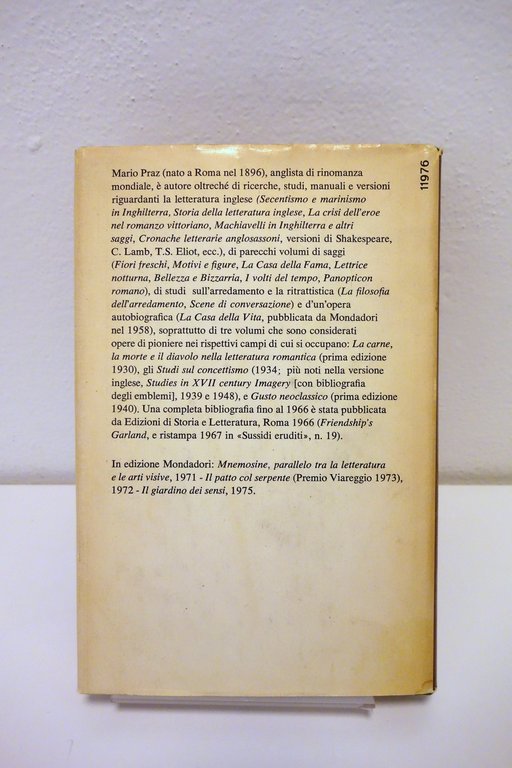 11976
Mario Praz (nato a Roma nel 1896), anglista di rinomanza
mondiale, è autore oltreché di ricerche, studi, manuali e versioni
riguardanti la letteratura inglese (Secentismo e marinismo
in Inghilterra, Storia della letteratura inglese, La crisi dell'eroe
nel romanzo vittoriano, Machiavelli in Inghilterra e altri
saggi, Cronache letterarie anglosassoni, versioni di Shakespeare,
C. Lamb, T.S. Eliot, ecc.), di parecchi volumi di saggi
(Fiori freschi, Motivi e figure, La Casa della Fama, Lettrice
notturna, Bellezza e Bizzarria, I volti del tempo, Panopticon
romano), di studi sull'arredamento e la ritrattistica (La filosofia
dell'arredamento, Scene di conversazione) e d'un'opera
autobiografica (La Casa della Vita, pubblicata da Mondadori
nel 1958), soprattutto di tre volumi che sono considerati
opere di pioniere nei rispettivi campi di cui si occupano: La carne,
la morte e il diavolo nella letteratura romantica (prima edizione
1930), gli Studi sul concettismo (1934; più noti nella versione
inglese, Studies in XVII century Imagery [con bibliografia
degli emblemi], 1939 e 1948), e Gusto neoclassico (prima edizione
1940). Una completa bibliografia fino al 1966 è stata pubblicata
da Edizioni di Storia e Letteratura, Roma 1966 (Friendship's
Garland, e ristampa 1967 in «Sussidi eruditi», n. 19).
In edizione Mondadori: Mnemosine, parallelo tra la letteratura
e le arti visive, 1971 - Il patto col serpente (Premio Viareggio 1973),
1972 - Il giardino dei sensi, 1975.